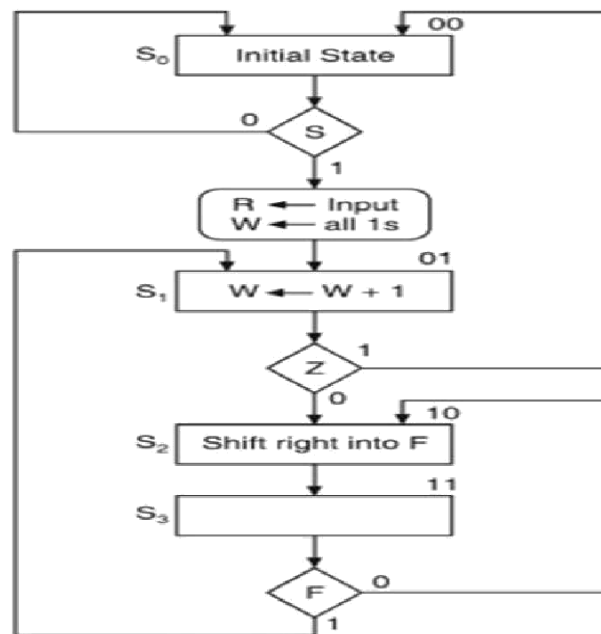 00
S₀ Initial State
0 S
1
R ← Input
W ← all 1s
01
S₁ W ← W + 1
Z 1
0
10
S₂ Shift right into F
11
S₃
F 0
1